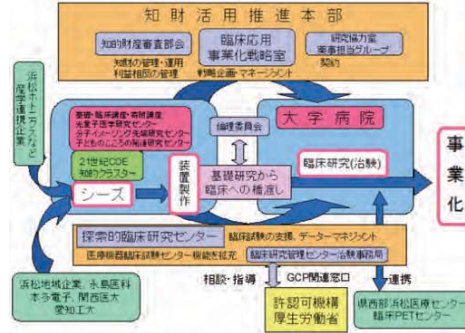 知財活用推進本部
知的財産審査部会
知財の管理・運用
利益相反の管理
臨床応用
事業化戦略室
戦略企画・マネージメント
研究協力室
薬事担当グループ
契約
浜松ホトニクスなど
産学連携企業
基礎・臨床講座・寄附講座
光量子医学研究センター
分子イメージング先端研究センター
子どものこころの発達研究センター
21世紀COE
知的クラスター
シーズ
装置製作
倫理委員会
基礎研究から
臨床への橋渡し
大学病院
臨床研究(治験)
事業化
探索的臨床研究センター
臨床試験の支援、データーマネジメント
医療機器臨床試験センター機能を拡充
臨床研究管理センター治験事務局
浜松地域企業、永島医科
本多電子、関西医大
愛知工大
相談・指導
GCP関連窓口
連携
許認可機構
厚生労働省
県西部浜松医療センター
臨床PETセンター